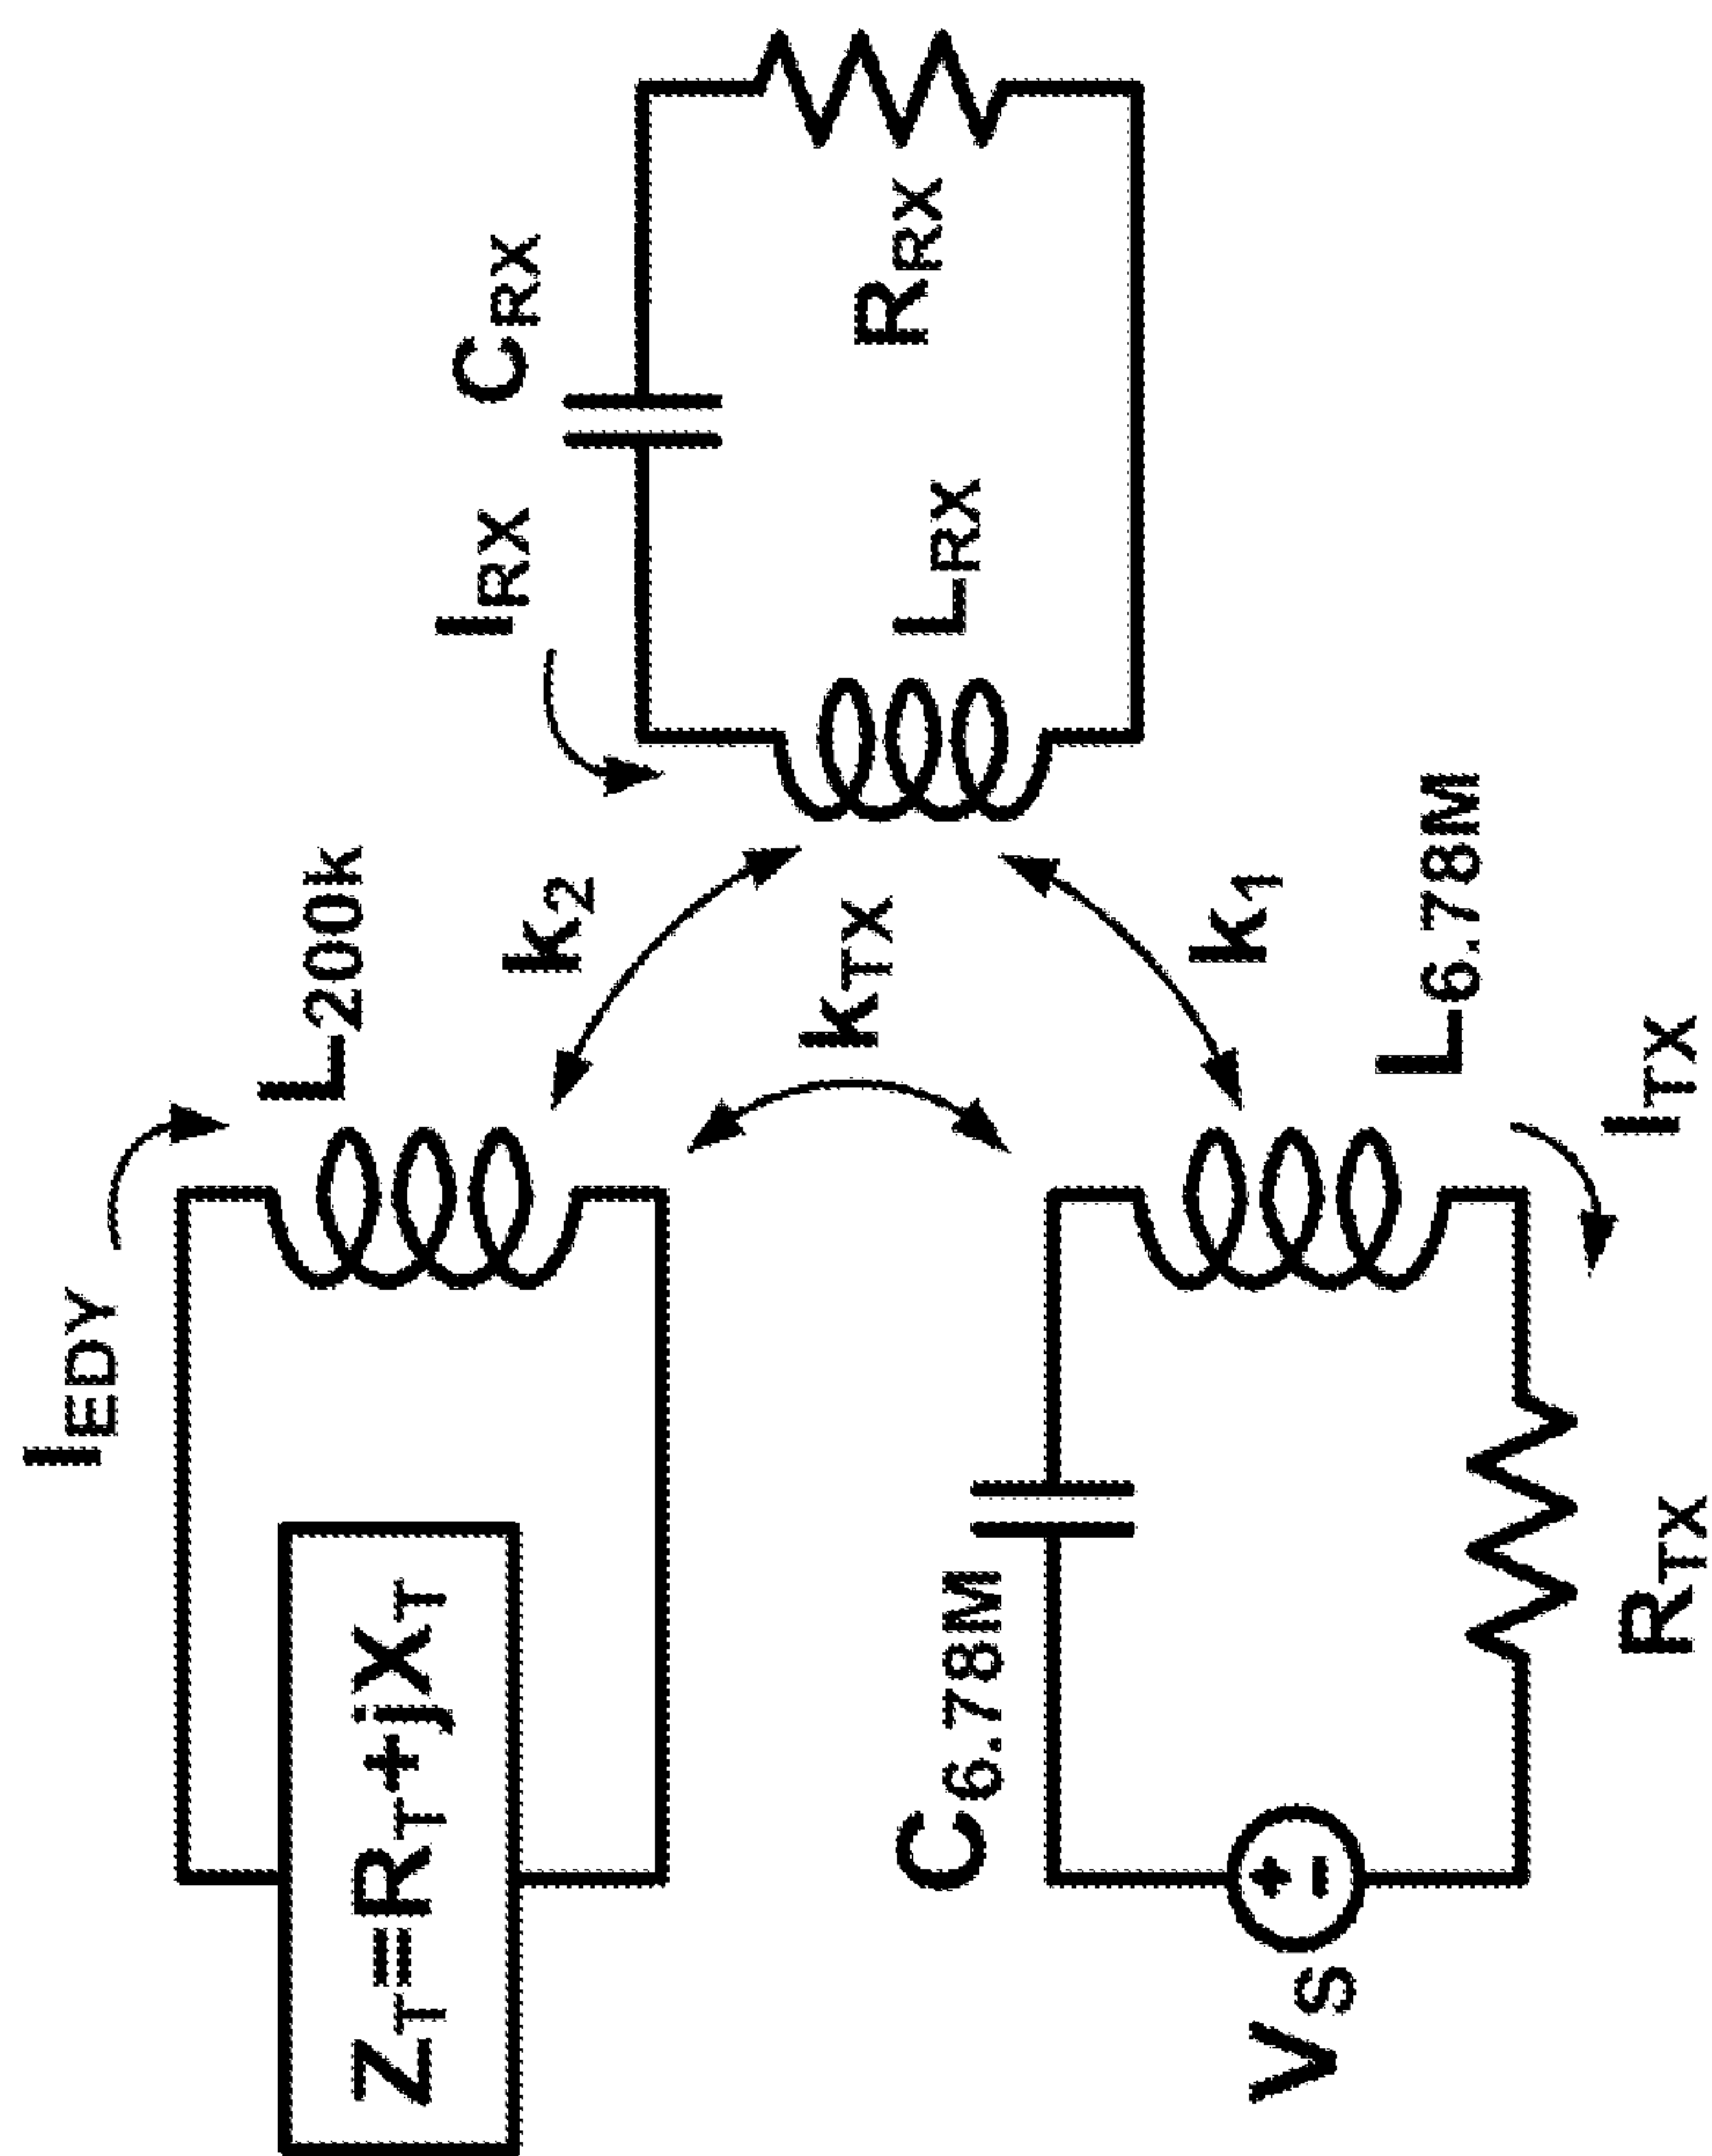 I_EDY
L_200k
Z_T=R_T+jX_T
k_2
k_TX
k_1
I_RX
C_RX
L_RX
R_RX
C_6.78M
L_6.78M
V_S
+
-
R_TX
I_TX